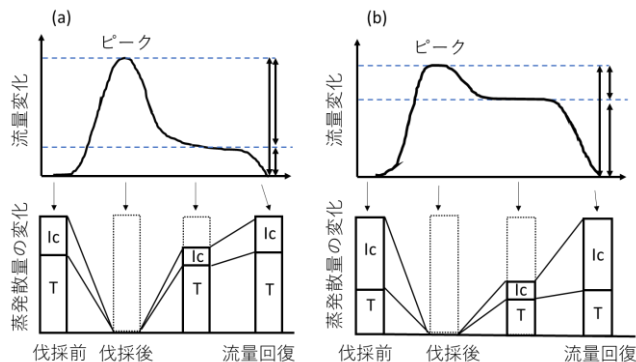 (a)
ピーク
流量変化
蒸発散量の変化
Ic
T
Ic
T
Ic
T
伐採前
伐採後
流量回復
(b)
ピーク
流量変化
蒸発散量の変化
Ic
T
Ic
T
Ic
T
伐採前
伐採後
流量回復